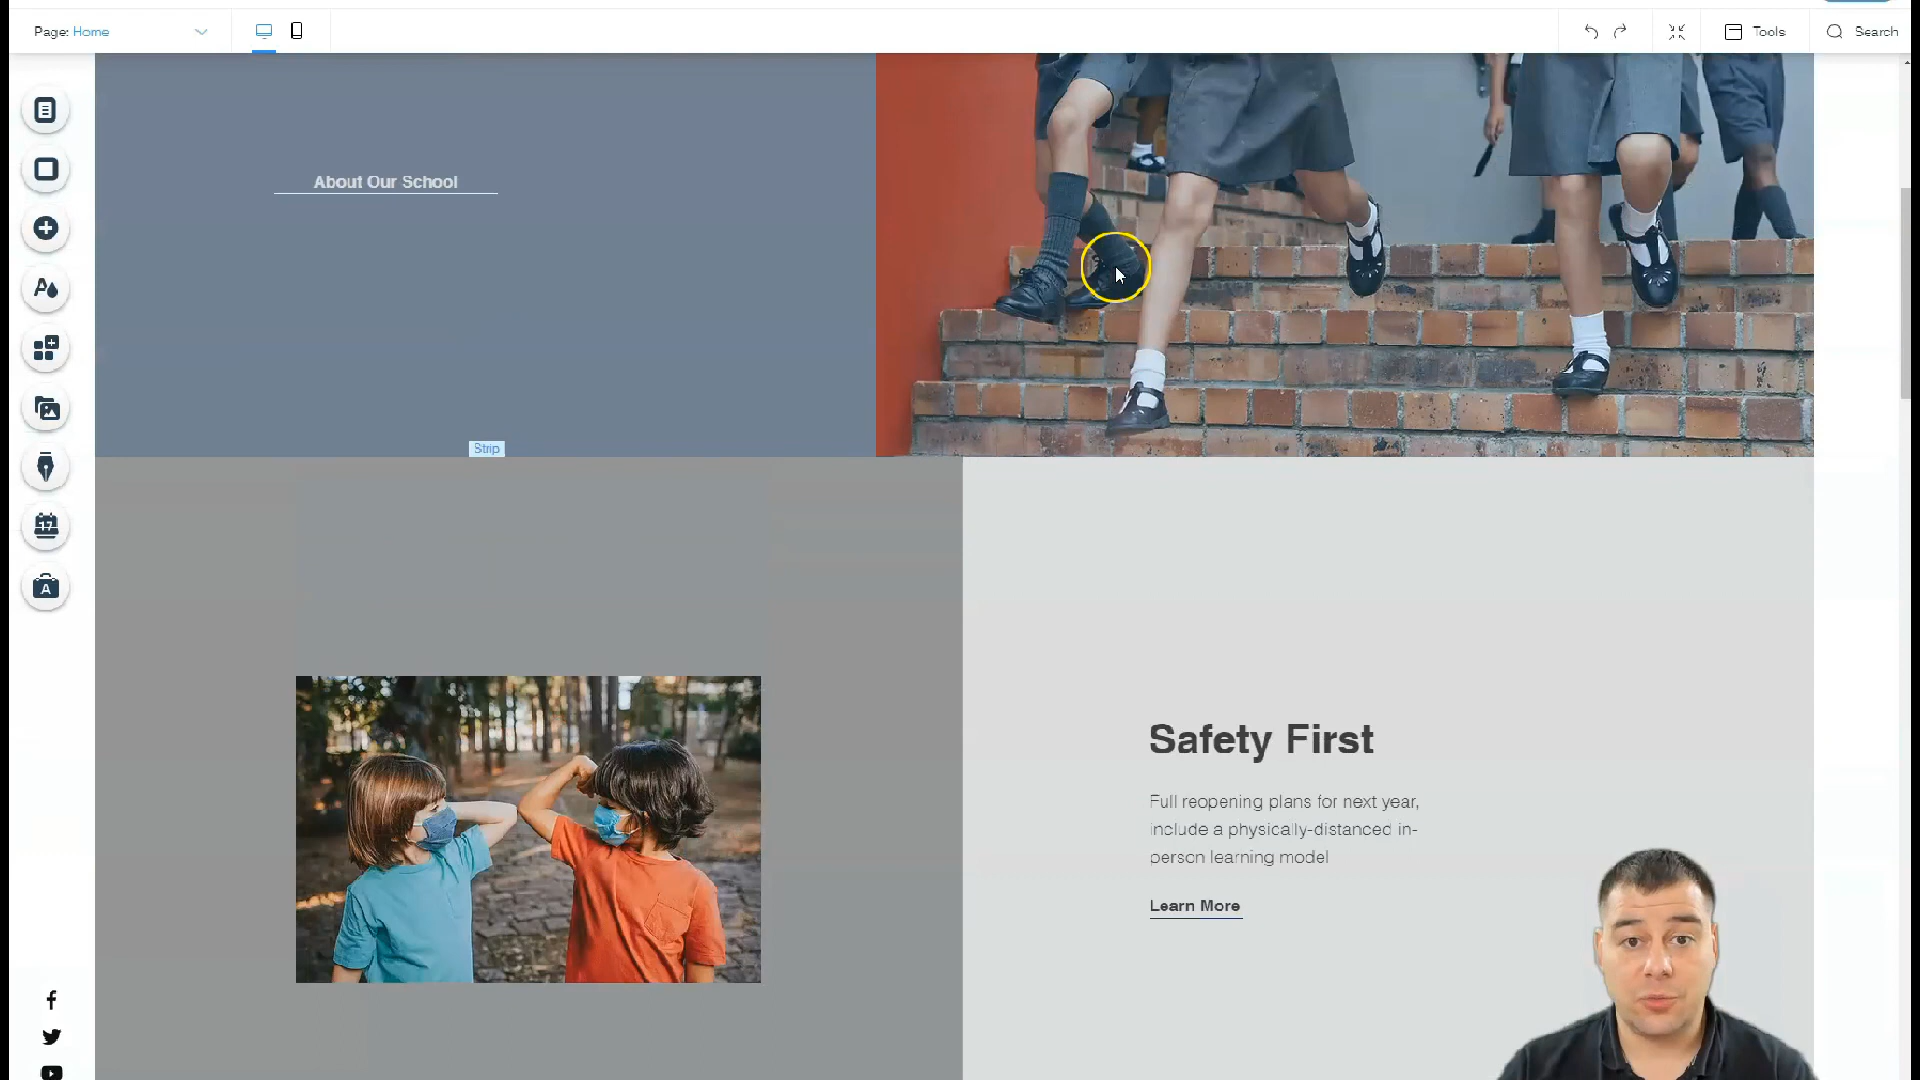 Page: Home
Tools
Search
About Our School
Strip
17
A
A
Safety First
Full reopening plans for next year,
include a physically-distanced in-
person learning model
Learn More